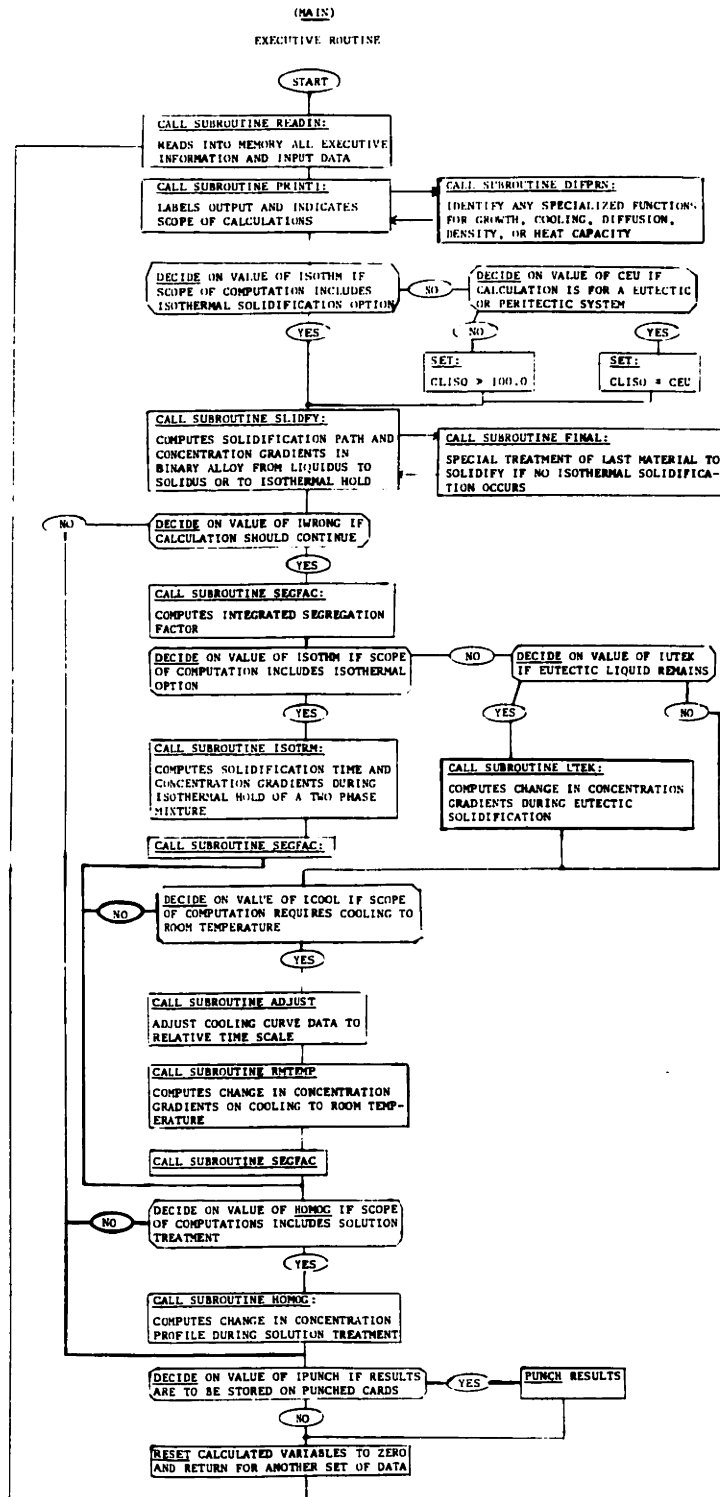 (MAIN)
EXECUTIVE ROUTINE
START
CALL SUBROUTINE READIN:
READS INTO MEMORY ALL EXECUTIVE
INFORMATION AND INPUT DATA
CALL SUBROUTINE PRINT1:
LABELS OUTPUT AND INDICATES
SCOPE OF CALCULATIONS
CALL SUBROUTINE DIFPRN:
IDENTIFY ANY SPECIALIZED FUNCTIONS
FOR GROWTH, COOLING, DIFFUSION,
DENSITY, OR HEAT CAPACITY
DECIDE ON VALUE OF ISOTHM IF
SCOPE OF COMPUTATION INCLUDES
ISOTHERMAL SOLIDIFICATION OPTION
NO
DECIDE ON VALUE OF CEU IF
CALCULATION IS FOR A EUTECTIC
OR PERITECTIC SYSTEM
YES
NO
YES
SET:
CLISO > 100.0
SET:
CLISO = CEU
CALL SUBROUTINE SLIDFY:
COMPUTES SOLIDIFICATION PATH AND
CONCENTRATION GRADIENTS IN
BINARY ALLOY FROM LIQUIDUS TO
SOLIDUS OR TO ISOTHERMAL HOLD
CALL SUBROUTINE FINAL:
SPECIAL TREATMENT OF LAST MATERIAL TO
SOLIDIFY IF NO ISOTHERMAL SOLIDIFICA-
TION OCCURS
NO
DECIDE ON VALUE OF IWRONG IF
CALCULATION SHOULD CONTINUE
YES
CALL SUBROUTINE SEGFAC:
COMPUTES INTEGRATED SEGREGATION
FACTOR
DECIDE ON VALUE OF ISOTHM IF SCOPE
OF COMPUTATION INCLUDES ISOTHERMAL
OPTION
NO
DECIDE ON VALUE OF IUTEK
IF EUTECTIC LIQUID REMAINS
YES
YES
NO
CALL SUBROUTINE ISOTRM:
COMPUTES SOLIDIFICATION TIME AND
CONCENTRATION GRADIENTS DURING
ISOTHERMAL HOLD OF A TWO PHASE
MIXTURE
CALL SUBROUTINE UTEK:
COMPUTES CHANGE IN CONCENTRATION
GRADIENTS DURING EUTECTIC
SOLIDIFICATION
CALL SUBROUTINE SEGFAC:
NO
DECIDE ON VALUE OF ICOOL IF SCOPE
OF COMPUTATION REQUIRES COOLING TO
ROOM TEMPERATURE
YES
CALL SUBROUTINE ADJUST
ADJUST COOLING CURVE DATA TO
RELATIVE TIME SCALE
CALL SUBROUTINE RMTEMP
COMPUTES CHANGE IN CONCENTRATION
GRADIENTS ON COOLING TO ROOM TEMP-
ERATURE
CALL SUBROUTINE SEGFAC
NO
DECIDE ON VALUE OF HOMOG IF SCOPE
OF COMPUTATIONS INCLUDES SOLUTION
TREATMENT
YES
CALL SUBROUTINE HOMOG:
COMPUTES CHANGE IN CONCENTRATION
PROFILE DURING SOLUTION TREATMENT
DECIDE ON VALUE OF IPUNCH IF RESULTS
ARE TO BE STORED ON PUNCHED CARDS
YES
PUNCH RESULTS
NO
RESET CALCULATED VARIABLES TO ZERO
AND RETURN FOR ANOTHER SET OF DATA